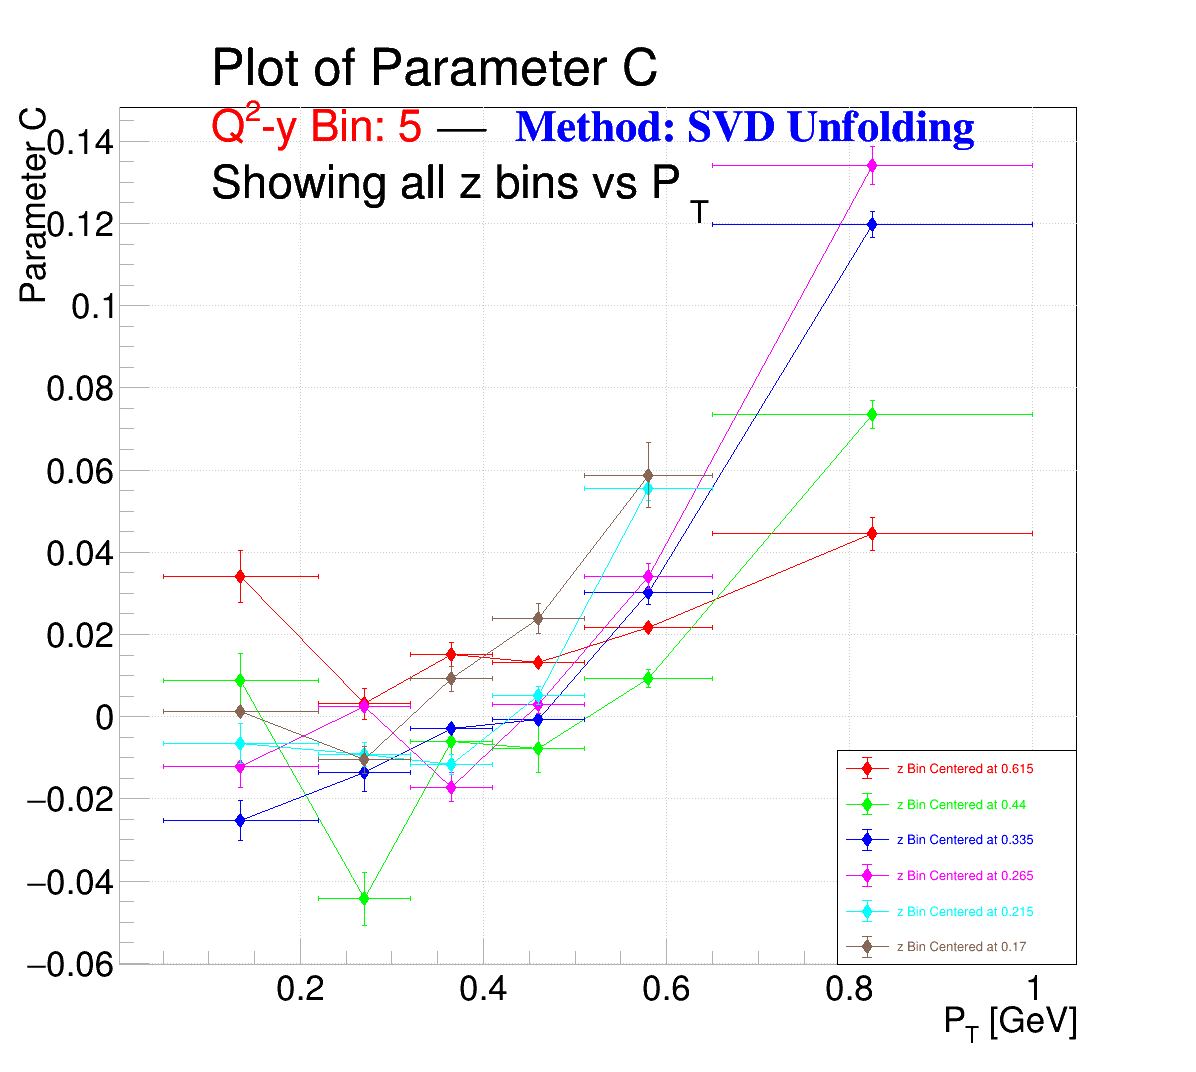 Plot of Parameter C
Q²-y Bin: 5 — Method: SVD Unfolding
Showing all z bins vs P_T
Parameter C
0.14
0.12
0.1
0.08
0.06
0.04
0.02
0
−0.02
−0.04
−0.06
z Bin Centered at 0.615
z Bin Centered at 0.44
z Bin Centered at 0.335
z Bin Centered at 0.265
z Bin Centered at 0.215
z Bin Centered at 0.17
0.2 0.4 0.6 0.8 1
P_T [GeV]